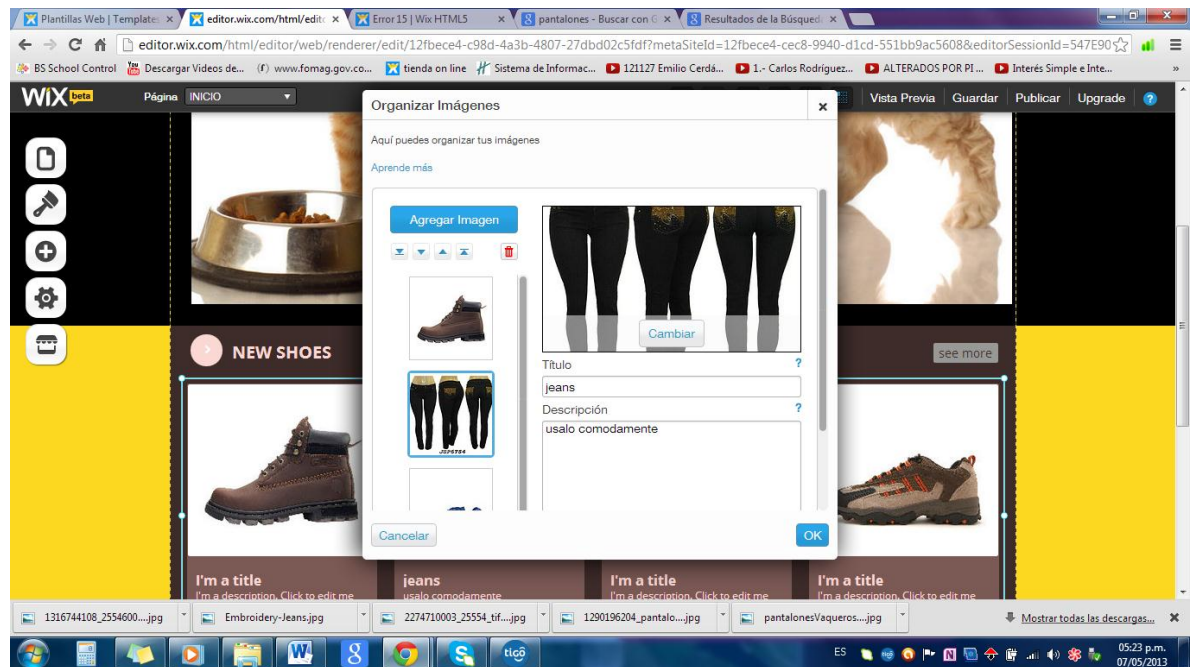 Plantillas Web | Template
editor.wix.com/html/edit
Error 15 | Wix HTML5
pantalones - Buscar con G
Resultados de la Búsqued
editor.wix.com/html/editor/web/renderer/edit/12fbece4-c98d-4a3b-4807-27dbd02c5fdf?metaSiteId=12fbece4-cec8-9940-d1cd-551bb9ac5608&editorSessionId=547E90
BS School Control
Descargar Videos de...
(f) www.fomag.gov.co...
tienda on line
Sistema de Informac...
121127 Emilio Cerdá...
1.- Carlos Rodríguez...
ALTERADOS POR PI ...
Interés Simple e Inte...
»
WiX beta
Página
INICIO
Vista Previa
Guardar
Publicar
Upgrade
?
Organizar Imágenes
×
Aquí puedes organizar tus imágenes
Aprende más
Agregar Imagen
Cambiar
Título
?
jeans
Descripción
?
usalo comodamente
JSP5784
Cancelar
OK
NEW SHOES
see more
I'm a title
I'm a description. Click to edit me
jeans
usalo comodamente
I'm a title
I'm a description. Click to edit me
I'm a title
I'm a description. Click to edit me
1316744108_2554600....jpg
Embroidery-Jeans.jpg
2274710003_25554_tif....jpg
1290196204_pantalo....jpg
pantalonesVaqueros....jpg
Mostrar todas las descargas...
tiGO
ES
05:23 p.m.
07/05/2013